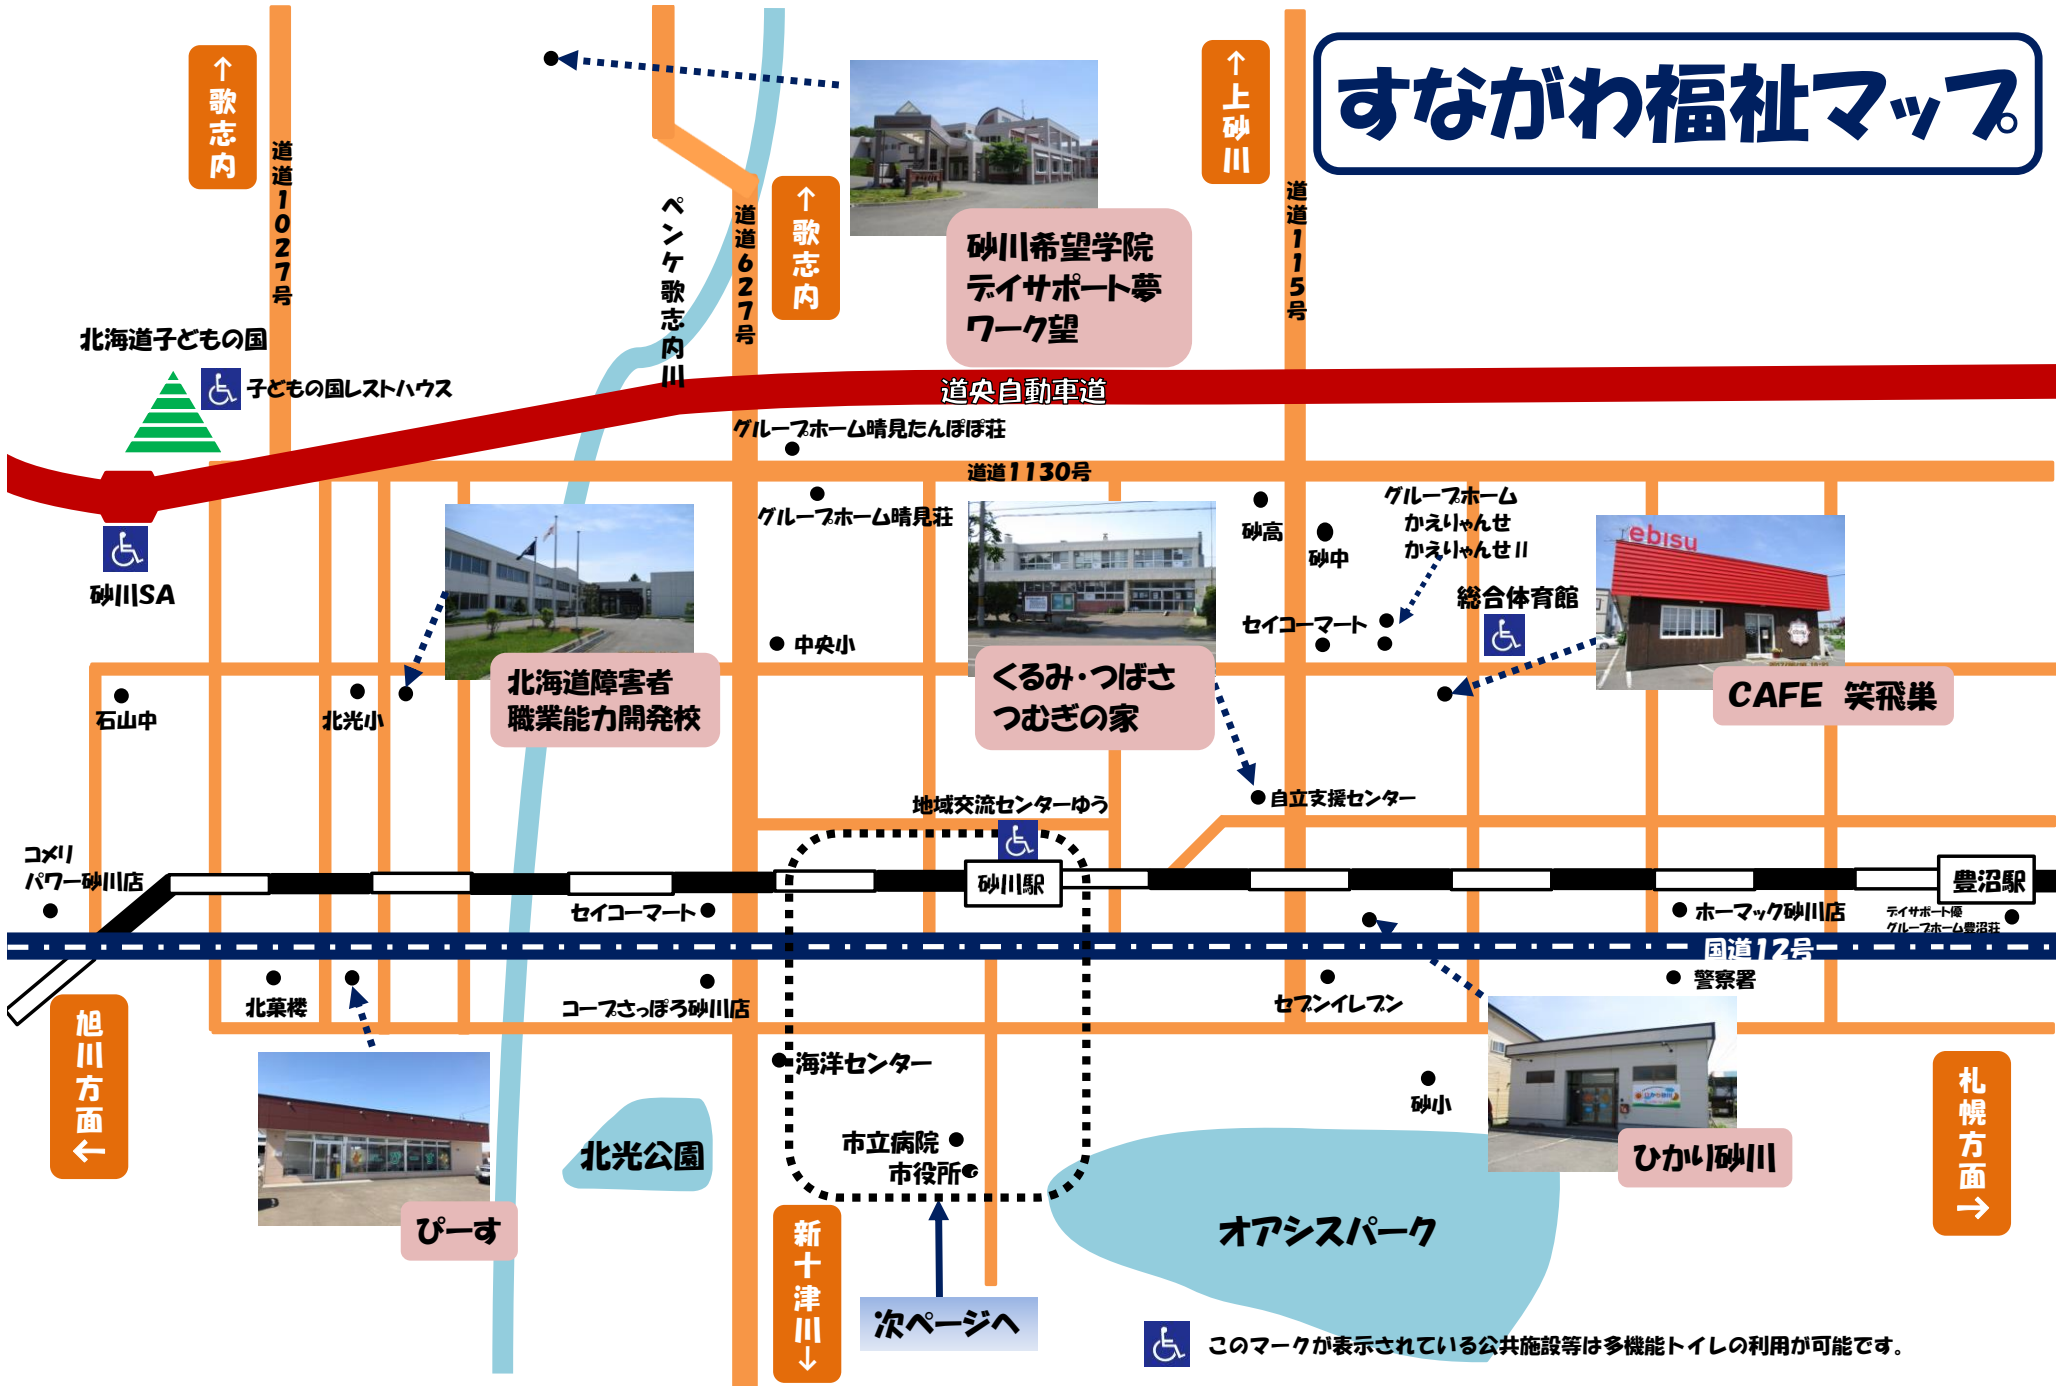 すながわ福祉マップ
↑歌志内
道道1027号
ペンケ歌志内川
道道627号
↑歌志内
砂川希望学院
デイサポート夢
ワーク望
↑上砂川
道道115号
北海道子どもの国
子どもの国レストハウス
道央自動車道
グループホーム晴見たんぽぽ荘
道道1130号
グループホーム晴見荘
砂高
砂中
グループホーム
かえりゃんせ
かえりゃんせⅡ
ebisu
砂川SA
総合体育館
セイコーマート
中央小
石山中
北光小
北海道障害者
職業能力開発校
くるみ・つばさ
つむぎの家
CAFE 笑飛巣
地域交流センターゆう
自立支援センター
コメリ
パワー砂川店
砂川駅
豊沼駅
セイコーマート
ホーマック砂川店
デイサポート優
グループホーム豊沼荘
国道12号
北菓楼
コープさっぽろ砂川店
セブンイレブン
警察署
旭川方面←
海洋センター
砂小
札幌方面→
北光公園
市立病院
市役所
ひかり砂川
ぴーす
新十津川↓
オアシスパーク
次ページへ
このマークが表示されている公共施設等は多機能トイレの利用が可能です。